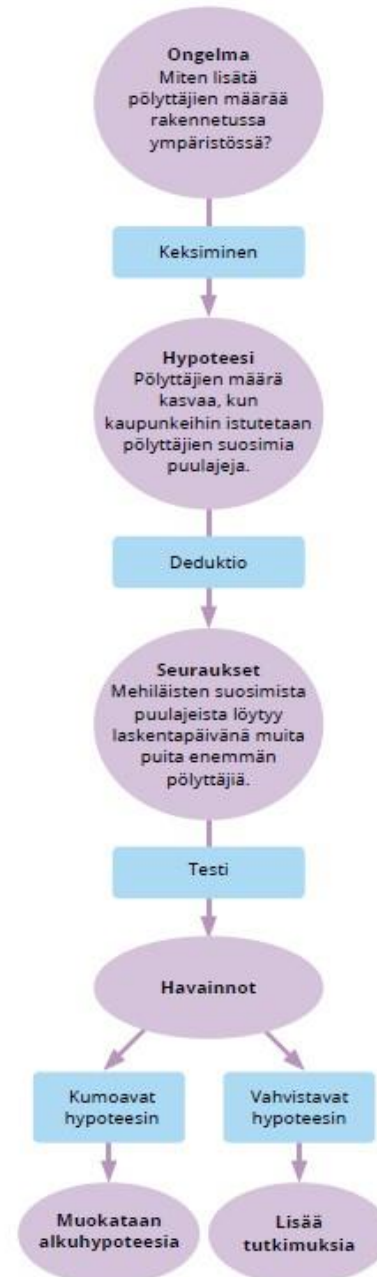 Ongelma
Miten lisätä
pölyttäjien määrää
rakennetussa
ympäristössä?
Keksiminen
Hypoteesi
Pölyttäjien määrä
kasvaa, kun
kaupunkeihin istutetaan
pölyttäjien suosimia
puulajeja.
Deduktio
Seuraukset
Mehiläisten suosimista
puulajeista löytyy
laskentapäivänä muita
puita enemmän
pölyttäjiä.
Testi
Havainnot
Kumoavat
hypoteesin
Vahvistavat
hypoteesin
Muokataan
alkuhypoteesia
Lisää
tutkimuksia